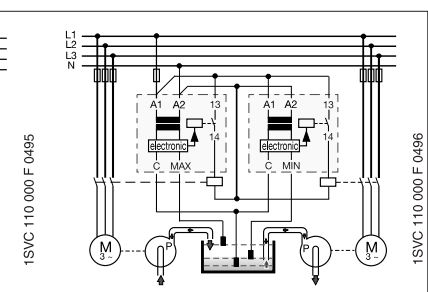 L1
L2
L3
N
A1 A2 13
A1 A2 13
14
14
electronic
electronic
C MAX
C MIN
M
3 ~
P
P
M
3 ~
1SVC 110 000 F 0495
1SVC 110 000 F 0496